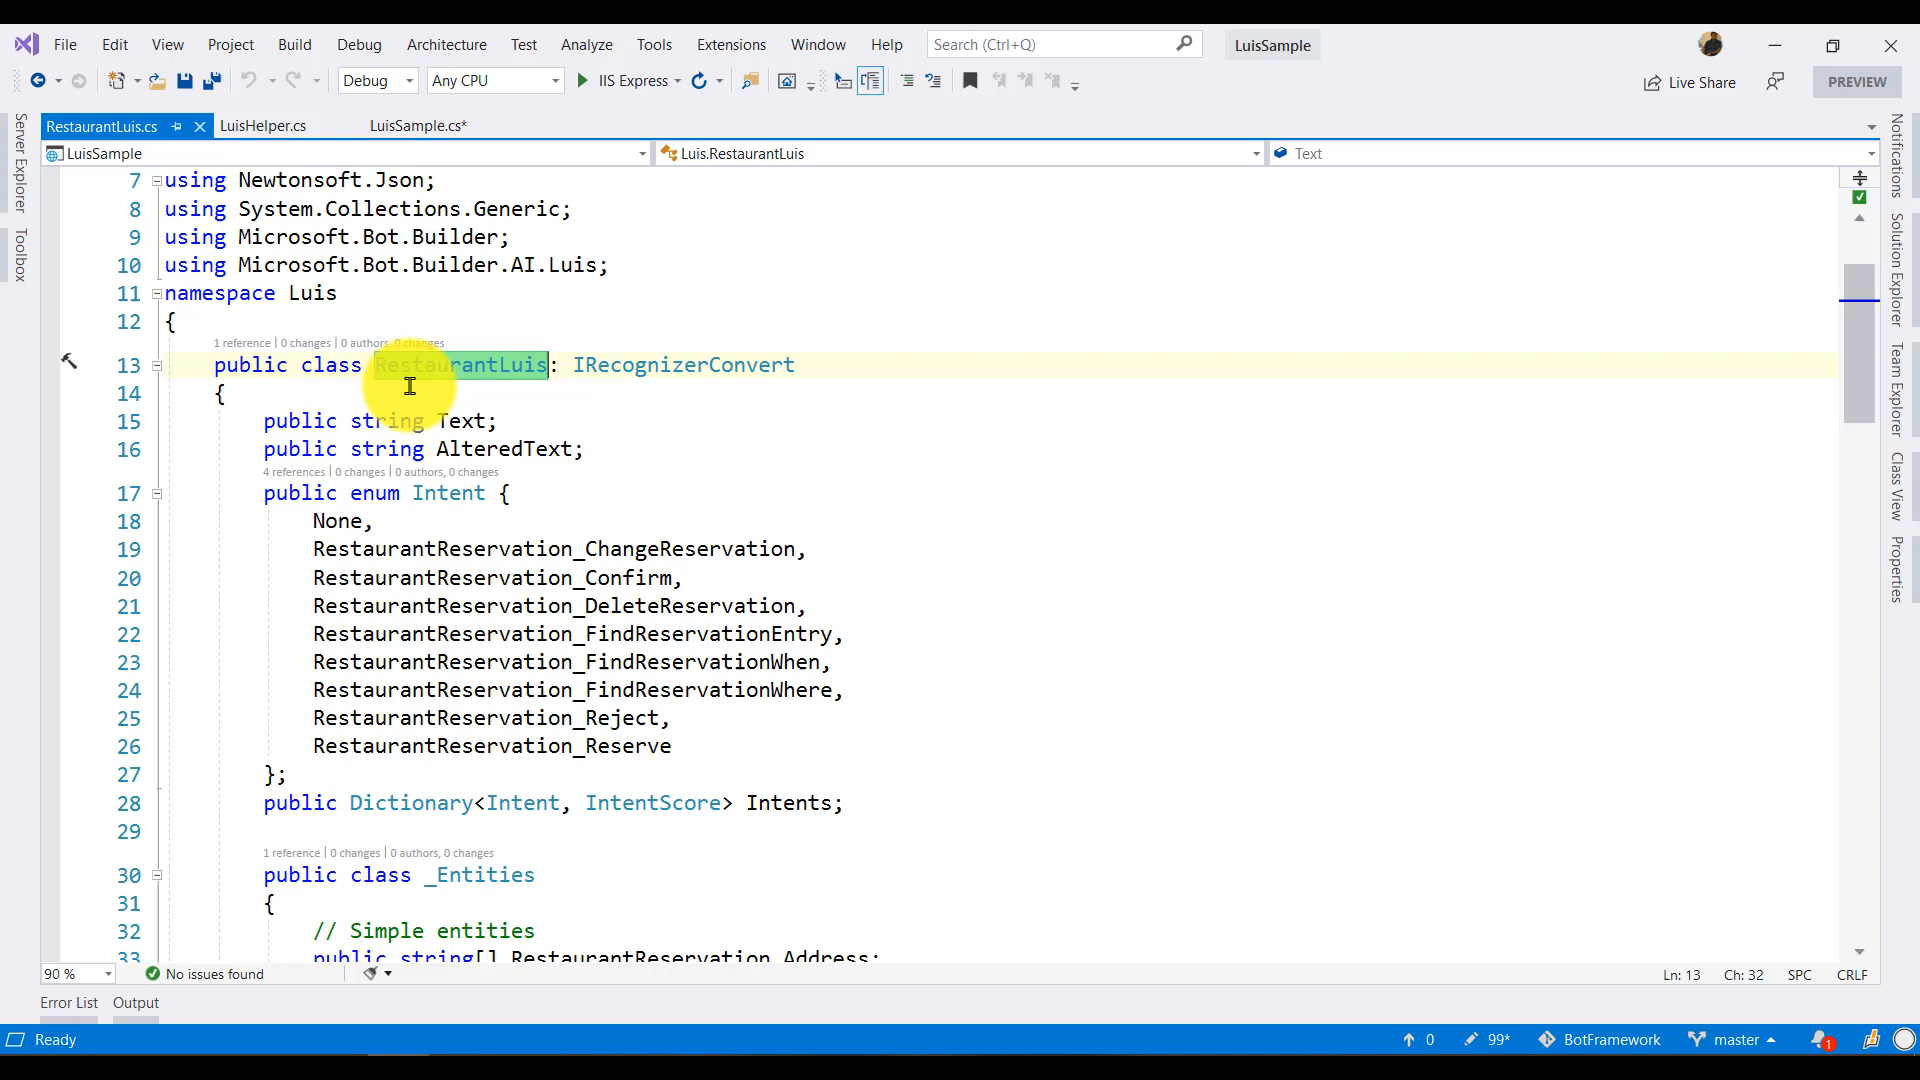 File Edit View Project Build Debug Architecture Test Analyze Tools Extensions Window Help Search (Ctrl+Q) LuisSample
Debug Any CPU IIS Express Live Share PREVIEW
RestaurantLuis.cs LuisHelper.cs LuisSample.cs*
LuisSample Luis.RestaurantLuis Text
Server Explorer
Toolbox
7 using Newtonsoft.Json;
8 using System.Collections.Generic;
9 using Microsoft.Bot.Builder;
10 using Microsoft.Bot.Builder.AI.Luis;
11 namespace Luis
12 {
1 reference | 0 changes | 0 authors, 0 changes
13 public class RestaurantLuis: IRecognizerConvert
14 {
15 public string Text;
16 public string AlteredText;
4 references | 0 changes | 0 authors, 0 changes
17 public enum Intent {
18 None,
19 RestaurantReservation_ChangeReservation,
20 RestaurantReservation_Confirm,
21 RestaurantReservation_DeleteReservation,
22 RestaurantReservation_FindReservationEntry,
23 RestaurantReservation_FindReservationWhen,
24 RestaurantReservation_FindReservationWhere,
25 RestaurantReservation_Reject,
26 RestaurantReservation_Reserve
27 };
28 public Dictionary<Intent, IntentScore> Intents;
29
1 reference | 0 changes | 0 authors, 0 changes
30 public class _Entities
31 {
32 // Simple entities
33 public string[] RestaurantReservation_Address;
Notifications
Solution Explorer
Team Explorer
Class View
Properties
90 % No issues found Ln: 13 Ch: 32 SPC CRLF
Error List Output
Ready 0 99* BotFramework master 1